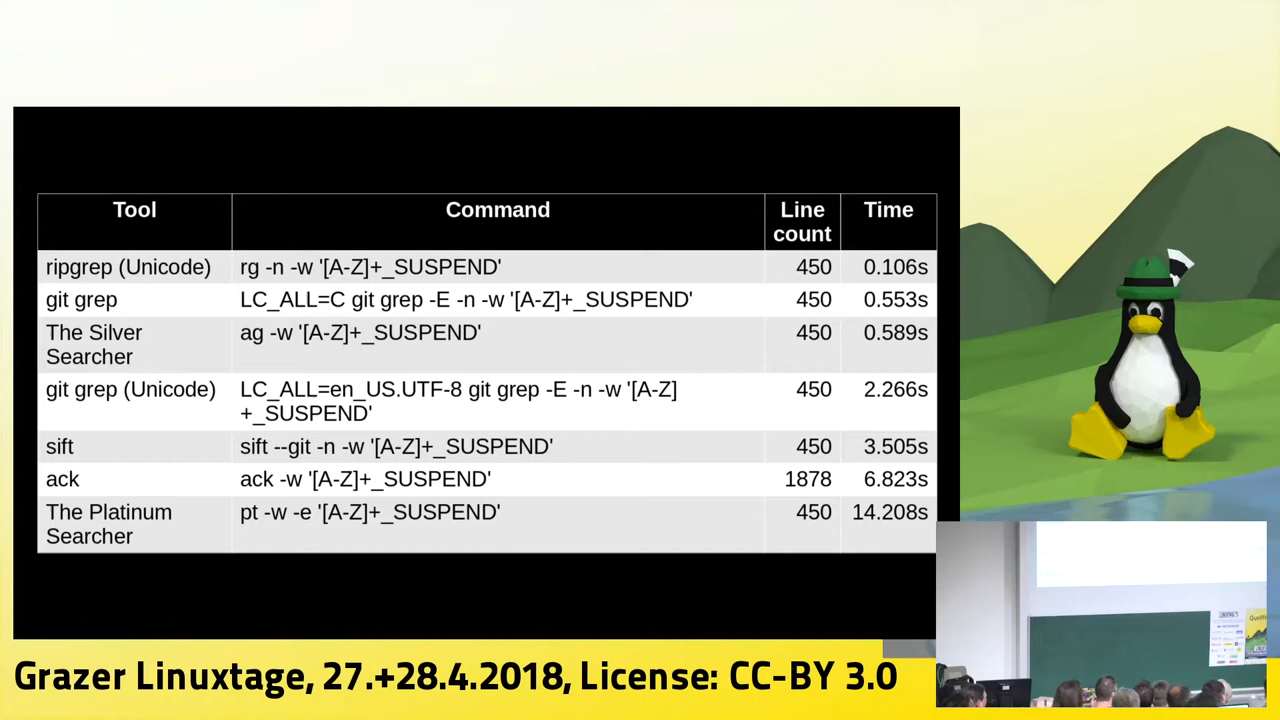 Tool Command Line count Time
ripgrep (Unicode) rg -n -w '[A-Z]+_SUSPEND' 450 0.106s
git grep LC_ALL=C git grep -E -n -w '[A-Z]+_SUSPEND' 450 0.553s
The Silver Searcher ag -w '[A-Z]+_SUSPEND' 450 0.589s
git grep (Unicode) LC_ALL=en_US.UTF-8 git grep -E -n -w '[A-Z]
+_SUSPEND' 450 2.266s
sift sift --git -n -w '[A-Z]+_SUSPEND' 450 3.505s
ack ack -w '[A-Z]+_SUSPEND' 1878 6.823s
The Platinum Searcher pt -w -e '[A-Z]+_SUSPEND' 450 14.208s
Grazer Linuxtage, 27.+28.4.2018, License: CC-BY 3.0